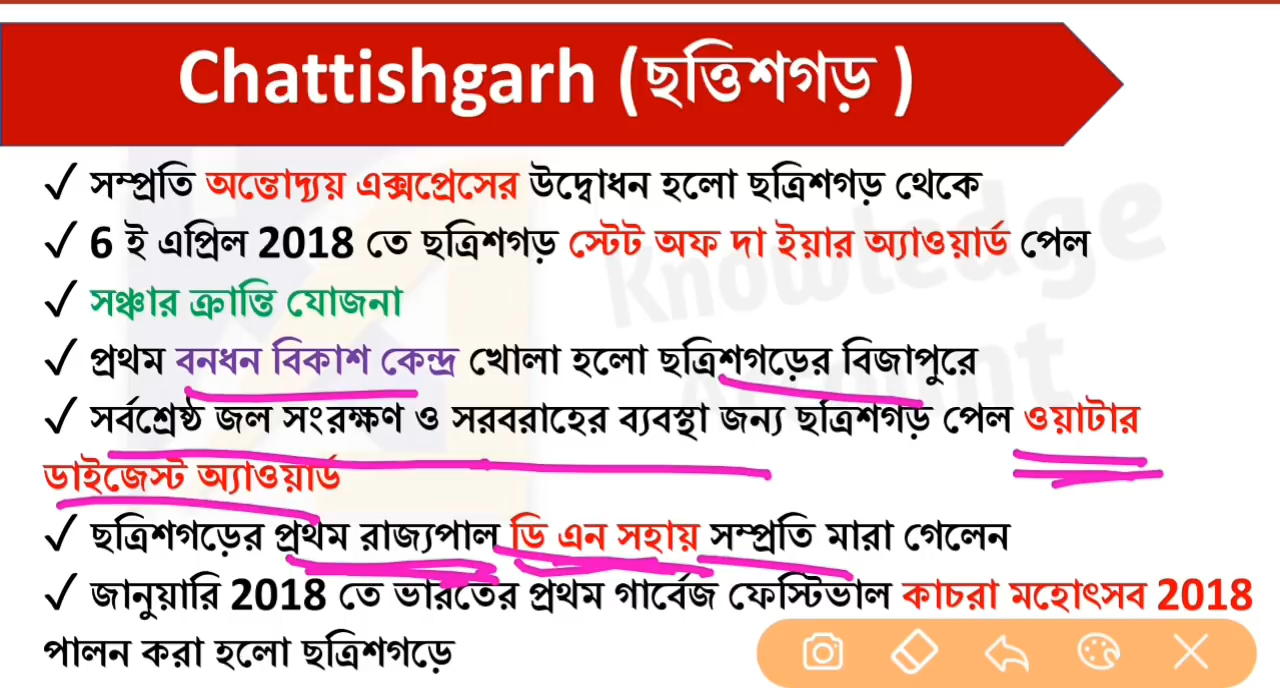 Chattishgarh (ছত্তিশগড় )
✓ সম্প্রতি অন্তোদ্যয় এক্সপ্রেসের উদ্বোধন হলো ছত্রিশগড় থেকে
✓ 6 ই এপ্রিল 2018 তে ছত্রিশগড় স্টেট অফ দা ইয়ার অ্যাওয়ার্ড পেল
✓ সঞ্চার ক্রান্তি যোজনা
✓ প্রথম বনধন বিকাশ কেন্দ্র খোলা হলো ছত্রিশগড়ের বিজাপুরে
✓ সর্বশ্রেষ্ঠ জল সংরক্ষণ ও সরবরাহের ব্যবস্থা জন্য ছত্রিশগড় পেল ওয়াটার
ডাইজেস্ট অ্যাওয়ার্ড
✓ ছত্রিশগড়ের প্রথম রাজ্যপাল ডি এন সহায় সম্প্রতি মারা গেলেন
✓ জানুয়ারি 2018 তে ভারতের প্রথম গার্বেজ ফেস্টিভাল কাচরা মহোৎসব 2018
পালন করা হলো ছত্রিশগড়ে
Knowledge
Account